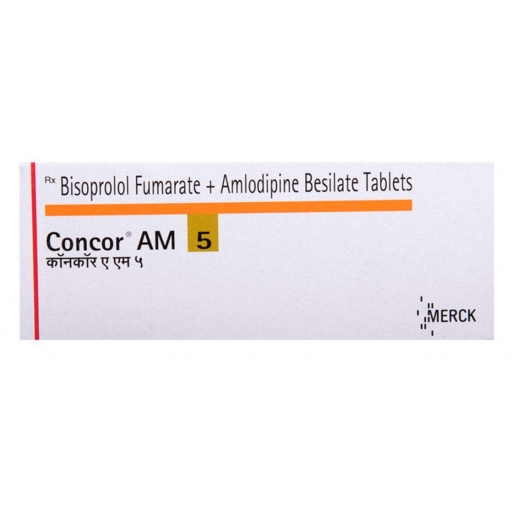 Rx Bisoprolol Fumarate + Amlodipine Besilate Tablets
Concor® AM 5
कॉनकॉर ए एम ५
MERCK